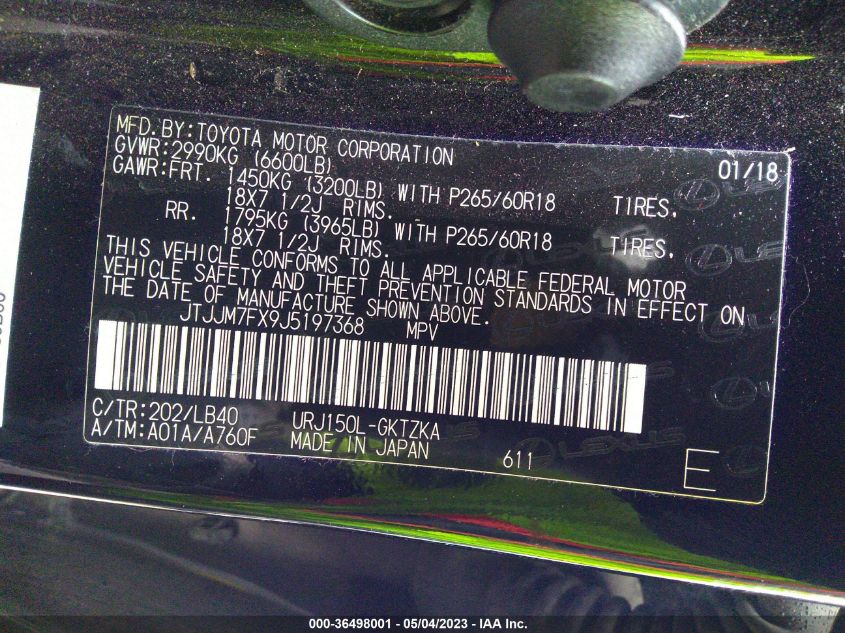 MFD.BY:TOYOTA MOTOR CORPORATION 01/18
GVWR:2990KG (6600LB)
GAWR:FRT. 1450KG (3200LB) WITH P265/60R18 TIRES.
18X7 1/2J RIMS.
RR. 1795KG (3965LB) WITH P265/60R18 TIRES.
18X7 1/2J RIMS.
THIS VEHICLE CONFORMS TO ALL APPLICABLE FEDERAL MOTOR
VEHICLE SAFETY AND THEFT PREVENTION STANDARDS IN EFFECT ON
THE DATE OF MANUFACTURE SHOWN ABOVE.
JTJJM7FX9J5197368 MPV
C/TR:202/LB40 URJ150L-GKTZKA
A/TM:A01A/A760F MADE IN JAPAN 611 E
LEXUS
LEXUS
LEXUS
000-36498001 - 05/04/2023 - IAA Inc.